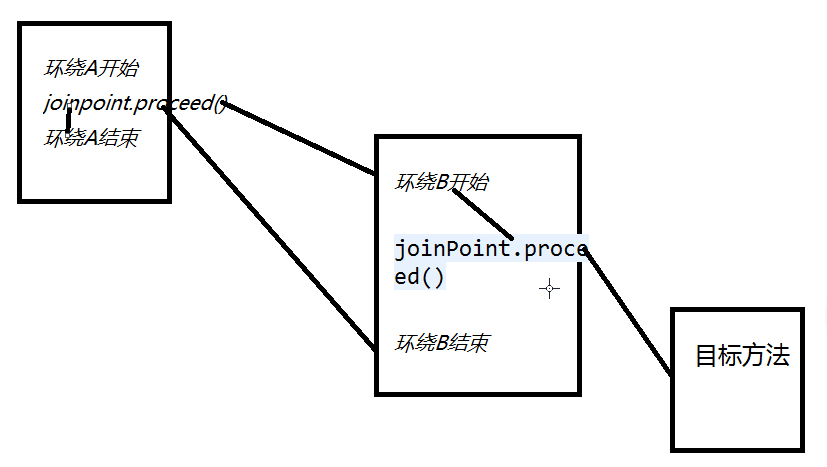 环绕A开始
joinpoint.proceed()
环绕A结束
环绕B开始
joinPoint.proce
ed()
环绕B结束
目标方法